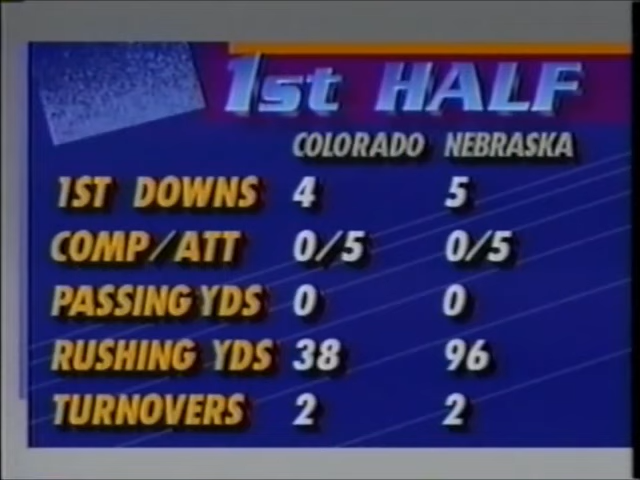 1st HALF
COLORADO NEBRASKA
1ST DOWNS 4 5
COMP/ATT 0/5 0/5
PASSING YDS 0 0
RUSHING YDS 38 96
TURNOVERS 2 2